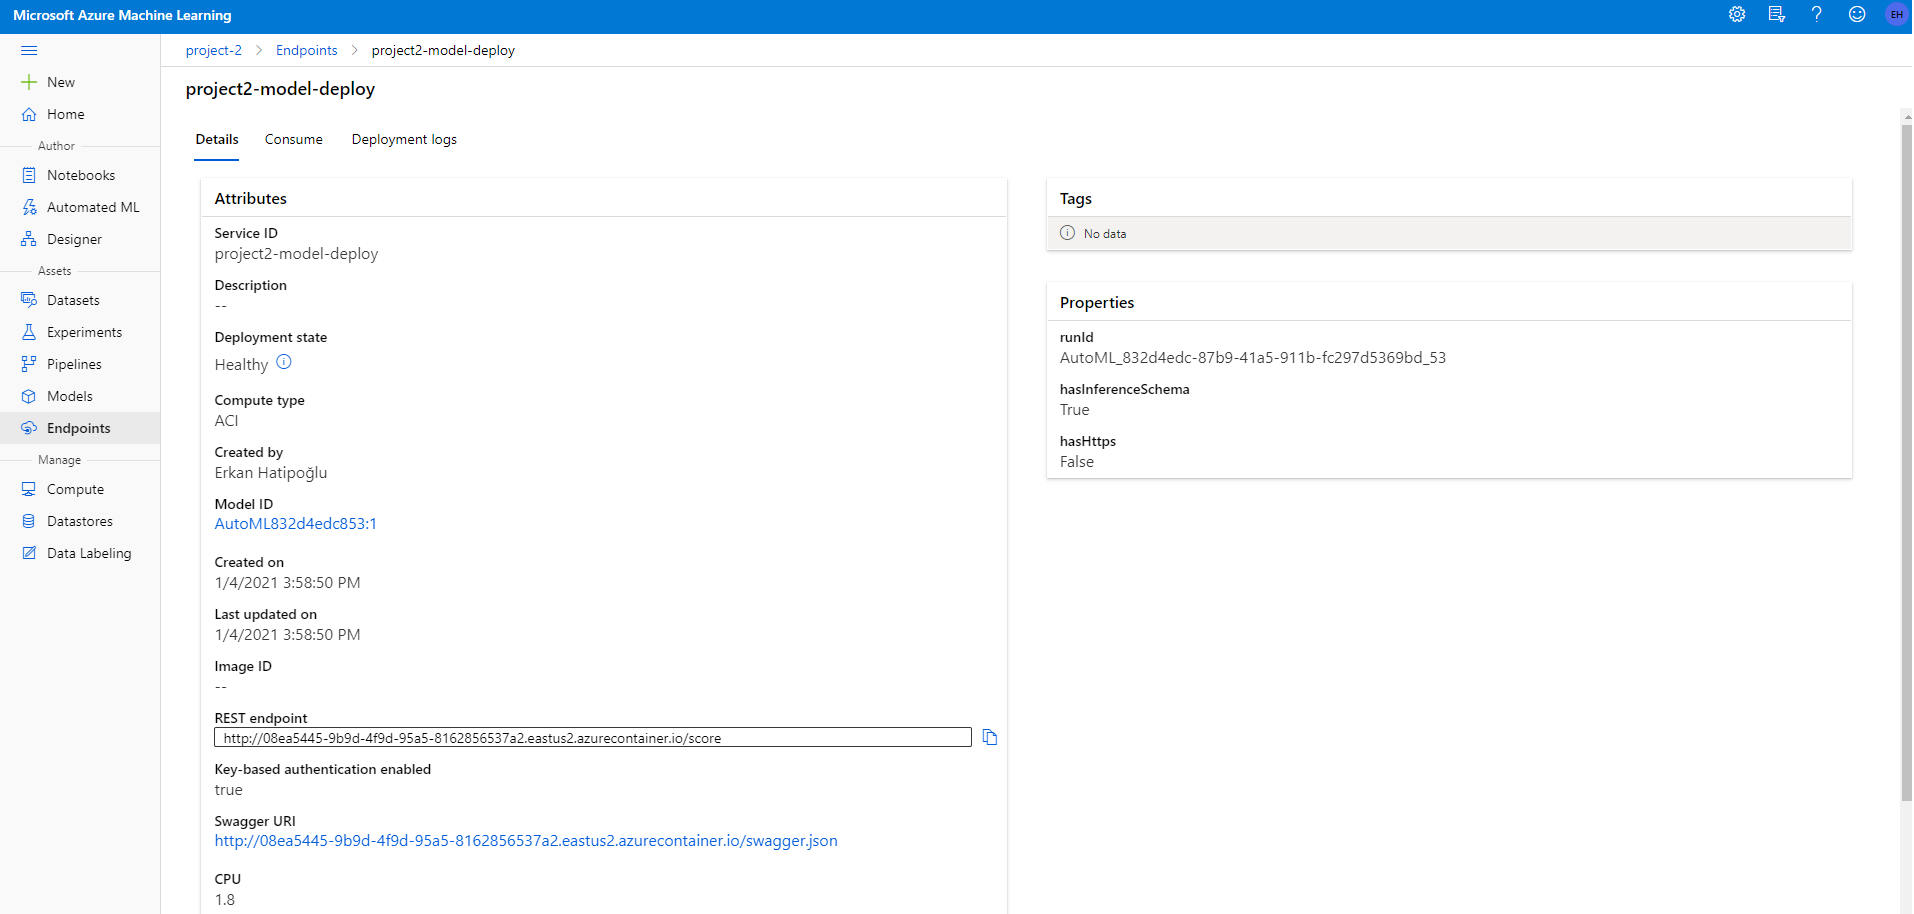 Microsoft Azure Machine Learning
EH
project-2 > Endpoints > project2-model-deploy
New
Home
Author
Notebooks
Automated ML
Designer
Assets
Datasets
Experiments
Pipelines
Models
Endpoints
Manage
Compute
Datastores
Data Labeling
project2-model-deploy
Details Consume Deployment logs
Attributes
Service ID
project2-model-deploy
Description
--
Deployment state
Healthy
Compute type
ACI
Created by
Erkan Hatipoğlu
Model ID
AutoML832d4edc853:1
Created on
1/4/2021 3:58:50 PM
Last updated on
1/4/2021 3:58:50 PM
Image ID
--
REST endpoint
http://08ea5445-9b9d-4f9d-95a5-8162856537a2.eastus2.azurecontainer.io/score
Key-based authentication enabled
true
Swagger URI
http://08ea5445-9b9d-4f9d-95a5-8162856537a2.eastus2.azurecontainer.io/swagger.json
CPU
1.8
Tags
No data
Properties
runId
AutoML_832d4edc-87b9-41a5-911b-fc297d5369bd_53
hasInferenceSchema
True
hasHttps
False